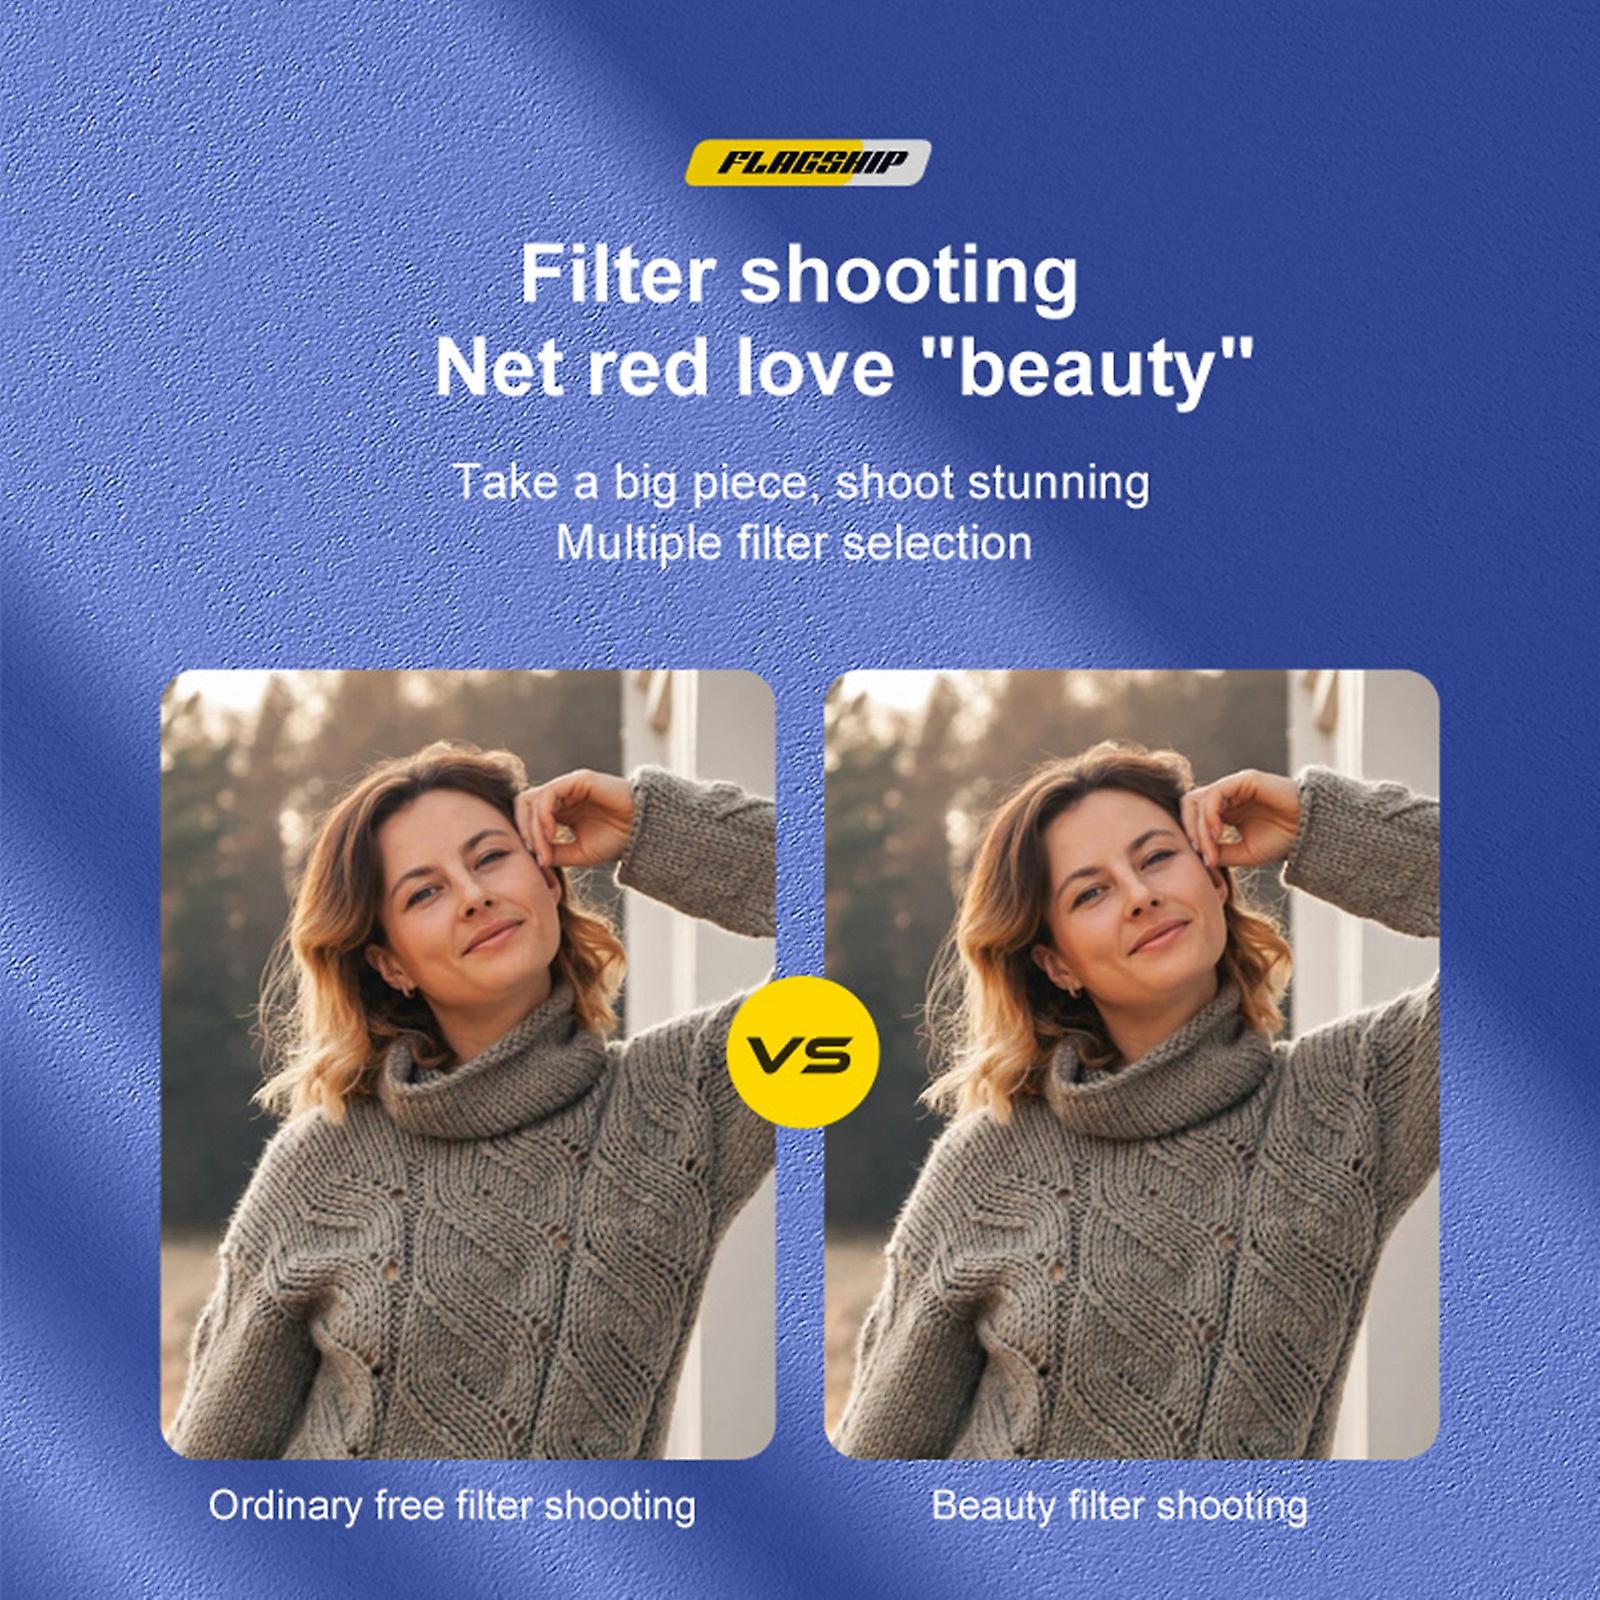 FLAGSHIP
Filter shooting
Net red love "beauty"
Take a big piece, shoot stunning
Multiple filter selection
VS
Ordinary free filter shooting
Beauty filter shooting